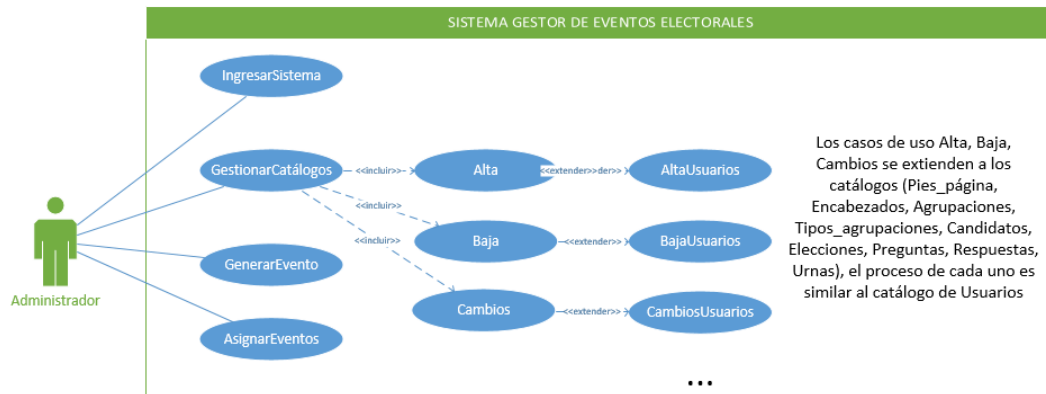 SISTEMA GESTOR DE EVENTOS ELECTORALES
IngresarSistema
GestionarCatálogos
<<incluir>>
Alta
<<extender>>der>>
AltaUsuarios
<<incluir>>
Baja
<<extender>>
BajaUsuarios
<<incluir>>
GenerarEvento
Administrador
Cambios
<<extender>>
CambiosUsuarios
AsignarEventos
Los casos de uso Alta, Baja,
Cambios se extienden a los
catálogos (Pies_página,
Encabezados, Agrupaciones,
Tipos_agrupaciones, Candidatos,
Elecciones, Preguntas, Respuestas,
Urnas), el proceso de cada uno es
similar al catálogo de Usuarios
...